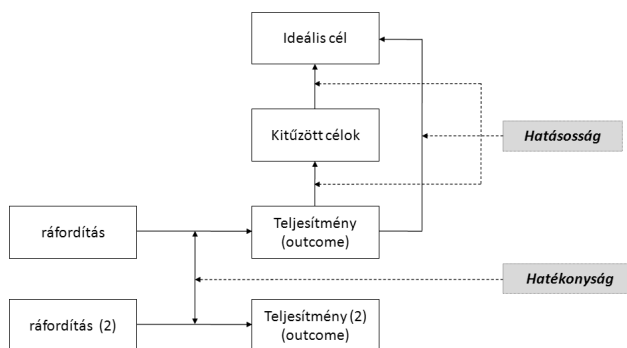 Ideális cél
Kitűzött célok
Hatásosság
ráfordítás
Teljesítmény
(outcome)
Hatékonyság
ráfordítás (2)
Teljesítmény (2)
(outcome)